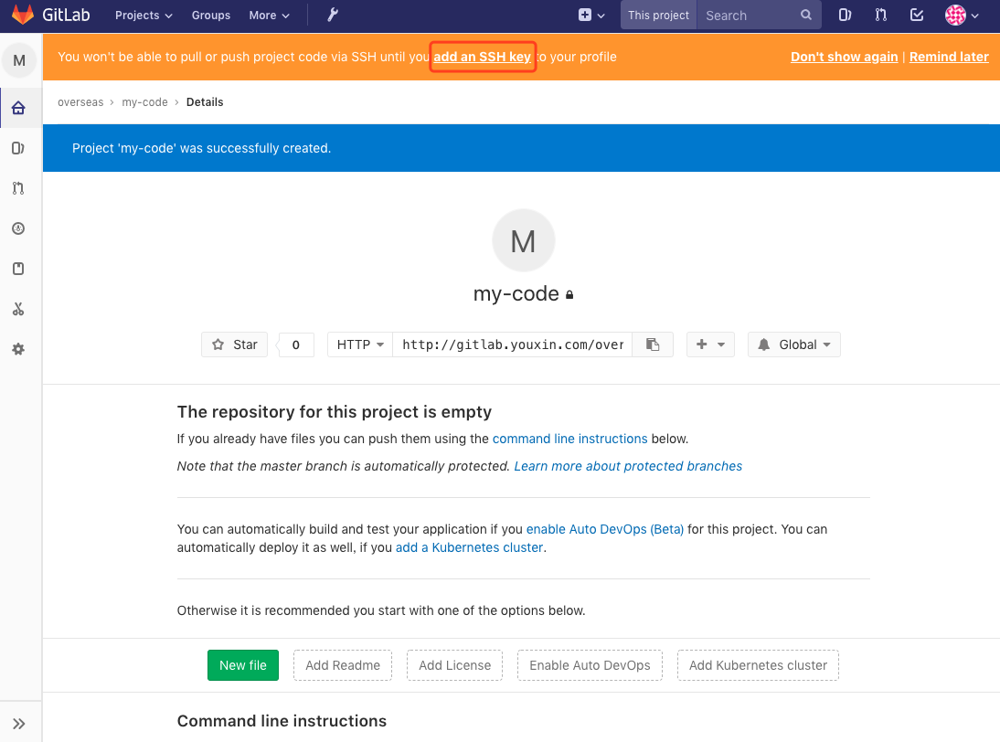 GitLab Projects Groups More This project Search
M You won't be able to pull or push project code via SSH until you add an SSH key to your profile Don't show again | Remind later
overseas › my-code › Details
Project 'my-code' was successfully created.
M
my-code
Star 0 HTTP http://gitlab.youxin.com/over Global
The repository for this project is empty
If you already have files you can push them using the command line instructions below.
Note that the master branch is automatically protected. Learn more about protected branches
You can automatically build and test your application if you enable Auto DevOps (Beta) for this project. You can
automatically deploy it as well, if you add a Kubernetes cluster.
Otherwise it is recommended you start with one of the options below.
New file Add Readme Add License Enable Auto DevOps Add Kubernetes cluster
Command line instructions